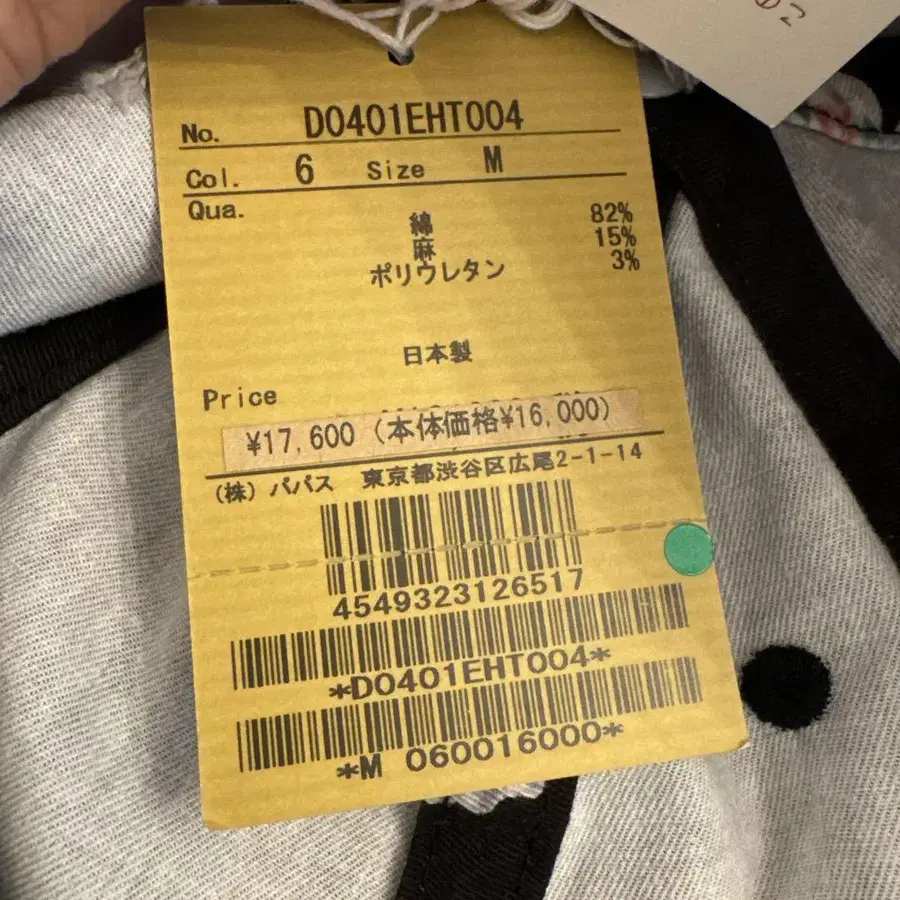 No. D0401EHT004
Col. 6 Size M
Qua.
綿 82%
麻 15%
ポリウレタン 3%
日本製
Price
¥17,600 (本体価格¥16,000)
(株) パパス 東京都渋谷区広尾2-1-14
4549323126517
*D0401EHT004*
*M 060016000*